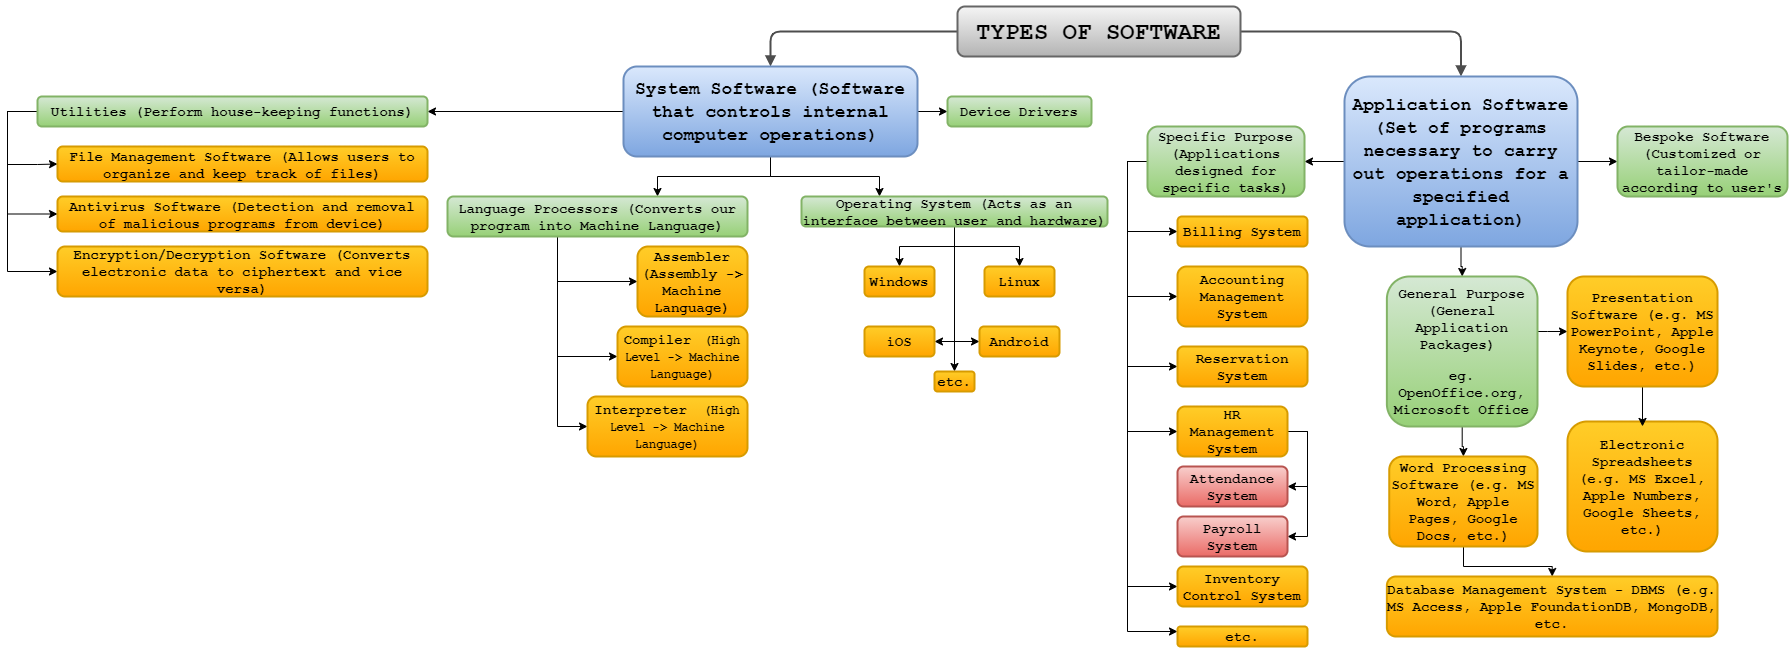 TYPES OF SOFTWARE
System Software (Software
that controls internal
computer operations)
Utilities (Perform house-keeping functions)
File Management Software (Allows users to
organize and keep track of files)
Antivirus Software (Detection and removal
of malicious programs from device)
Encryption/Decryption Software (Converts
electronic data to ciphertext and vice
versa)
Device Drivers
Language Processors (Converts our
program into Machine Language)
Assembler
(Assembly ->
Machine
Language)
Compiler (High
Level -> Machine
Language)
Interpreter (High
Level -> Machine
Language)
Operating System (Acts as an
interface between user and hardware)
Windows
Linux
iOS
Android
etc.
Application Software
(Set of programs
necessary to carry
out operations for a
specified
application)
Specific Purpose
(Applications
designed for
specific tasks)
Billing System
Accounting
Management
System
Reservation
System
HR
Management
System
Attendance
System
Payroll
System
Inventory
Control System
etc.
Bespoke Software
(Customized or
tailor-made
according to user's
General Purpose
(General
Application
Packages)
eg.
OpenOffice.org,
Microsoft Office
Presentation
Software (e.g. MS
PowerPoint, Apple
Keynote, Google
Slides, etc.)
Electronic
Spreadsheets
(e.g. MS Excel,
Apple Numbers,
Google Sheets,
etc.)
Word Processing
Software (e.g. MS
Word, Apple
Pages, Google
Docs, etc.)
Database Management System - DBMS (e.g.
MS Access, Apple FoundationDB, MongoDB,
etc.